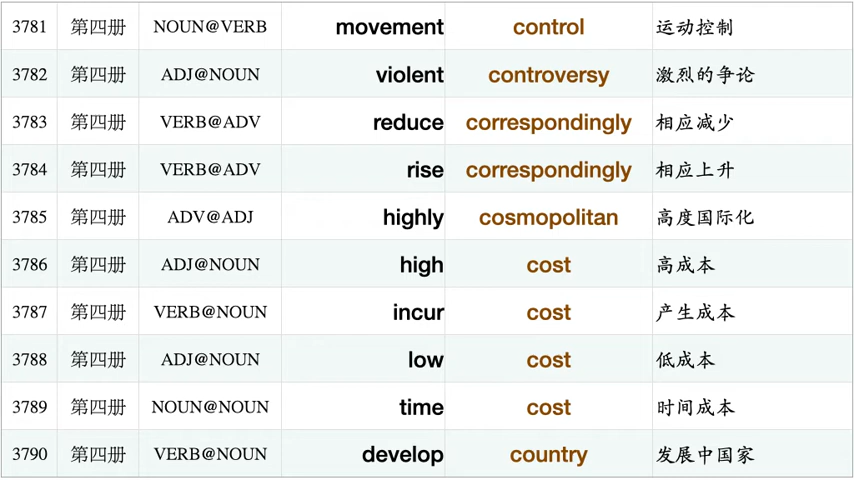 3781 第四册 NOUN@VERB movement control 运动控制
3782 第四册 ADJ@NOUN violent controversy 激烈的争论
3783 第四册 VERB@ADV reduce correspondingly 相应减少
3784 第四册 VERB@ADV rise correspondingly 相应上升
3785 第四册 ADV@ADJ highly cosmopolitan 高度国际化
3786 第四册 ADJ@NOUN high cost 高成本
3787 第四册 VERB@NOUN incur cost 产生成本
3788 第四册 ADJ@NOUN low cost 低成本
3789 第四册 NOUN@NOUN time cost 时间成本
3790 第四册 VERB@NOUN develop country 发展中国家